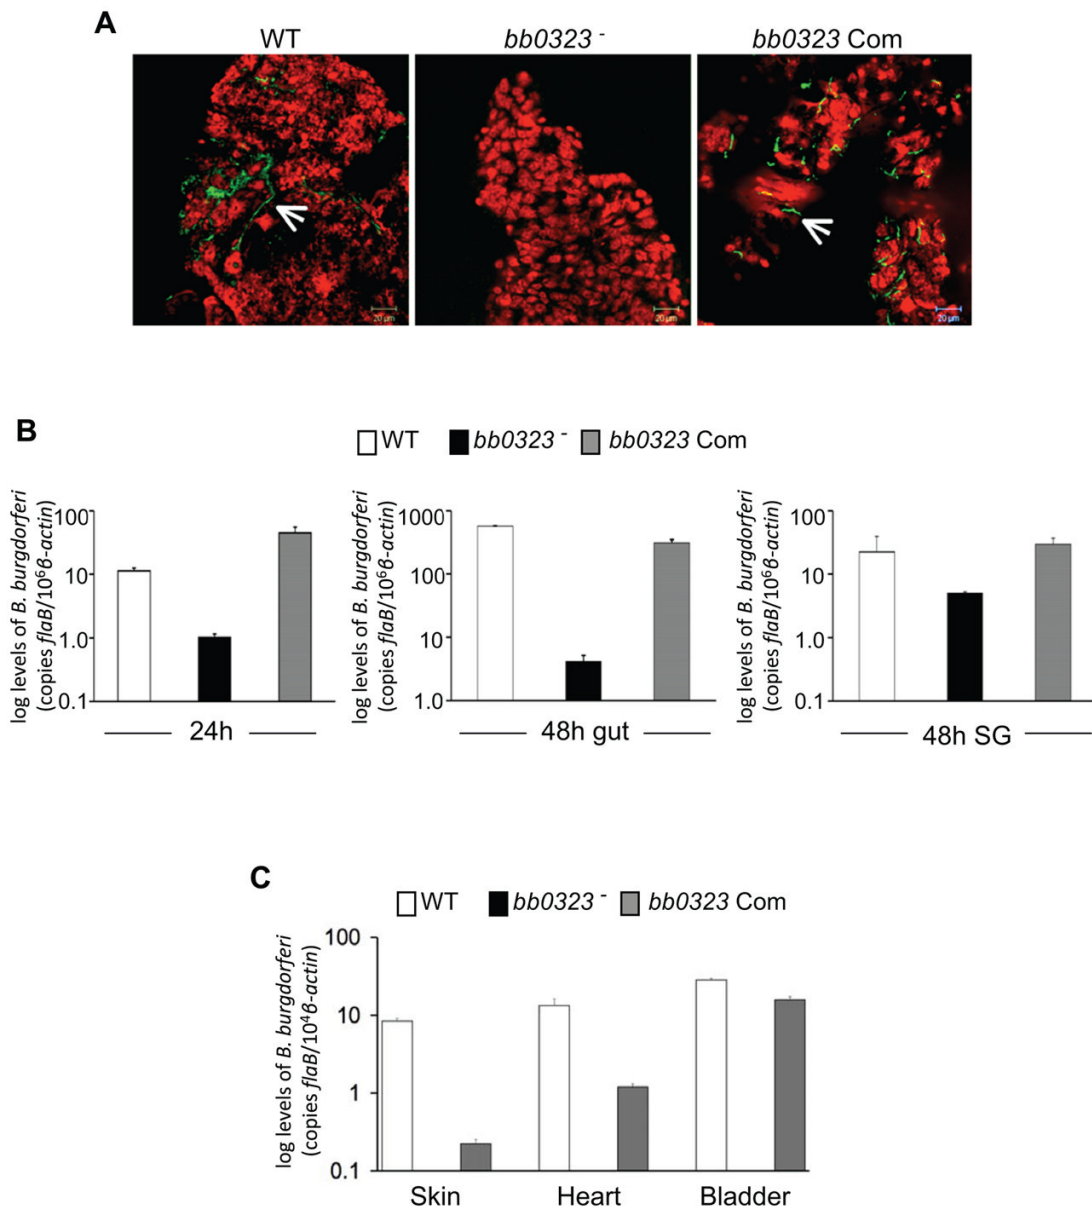 A
WT
bb0323 -
bb0323 Com
20 µm
20 µm
20 µm
B
WT bb0323 - bb0323 Com
log levels of B. burgdorferi
(copies flaB/10⁶β-actin)
100
10
1.0
0.1
24h
log levels of B. burgdorferi
(copies flaB/10⁶β-actin)
1000
100
10
1.0
48h gut
log levels of B. burgdorferi
(copies flaB/10⁶β-actin)
100
10
1.0
0.1
48h SG
C
WT bb0323 - bb0323 Com
log levels of B. burgdorferi
(copies flaB/10⁴β-actin)
100
10
1
0.1
Skin Heart Bladder